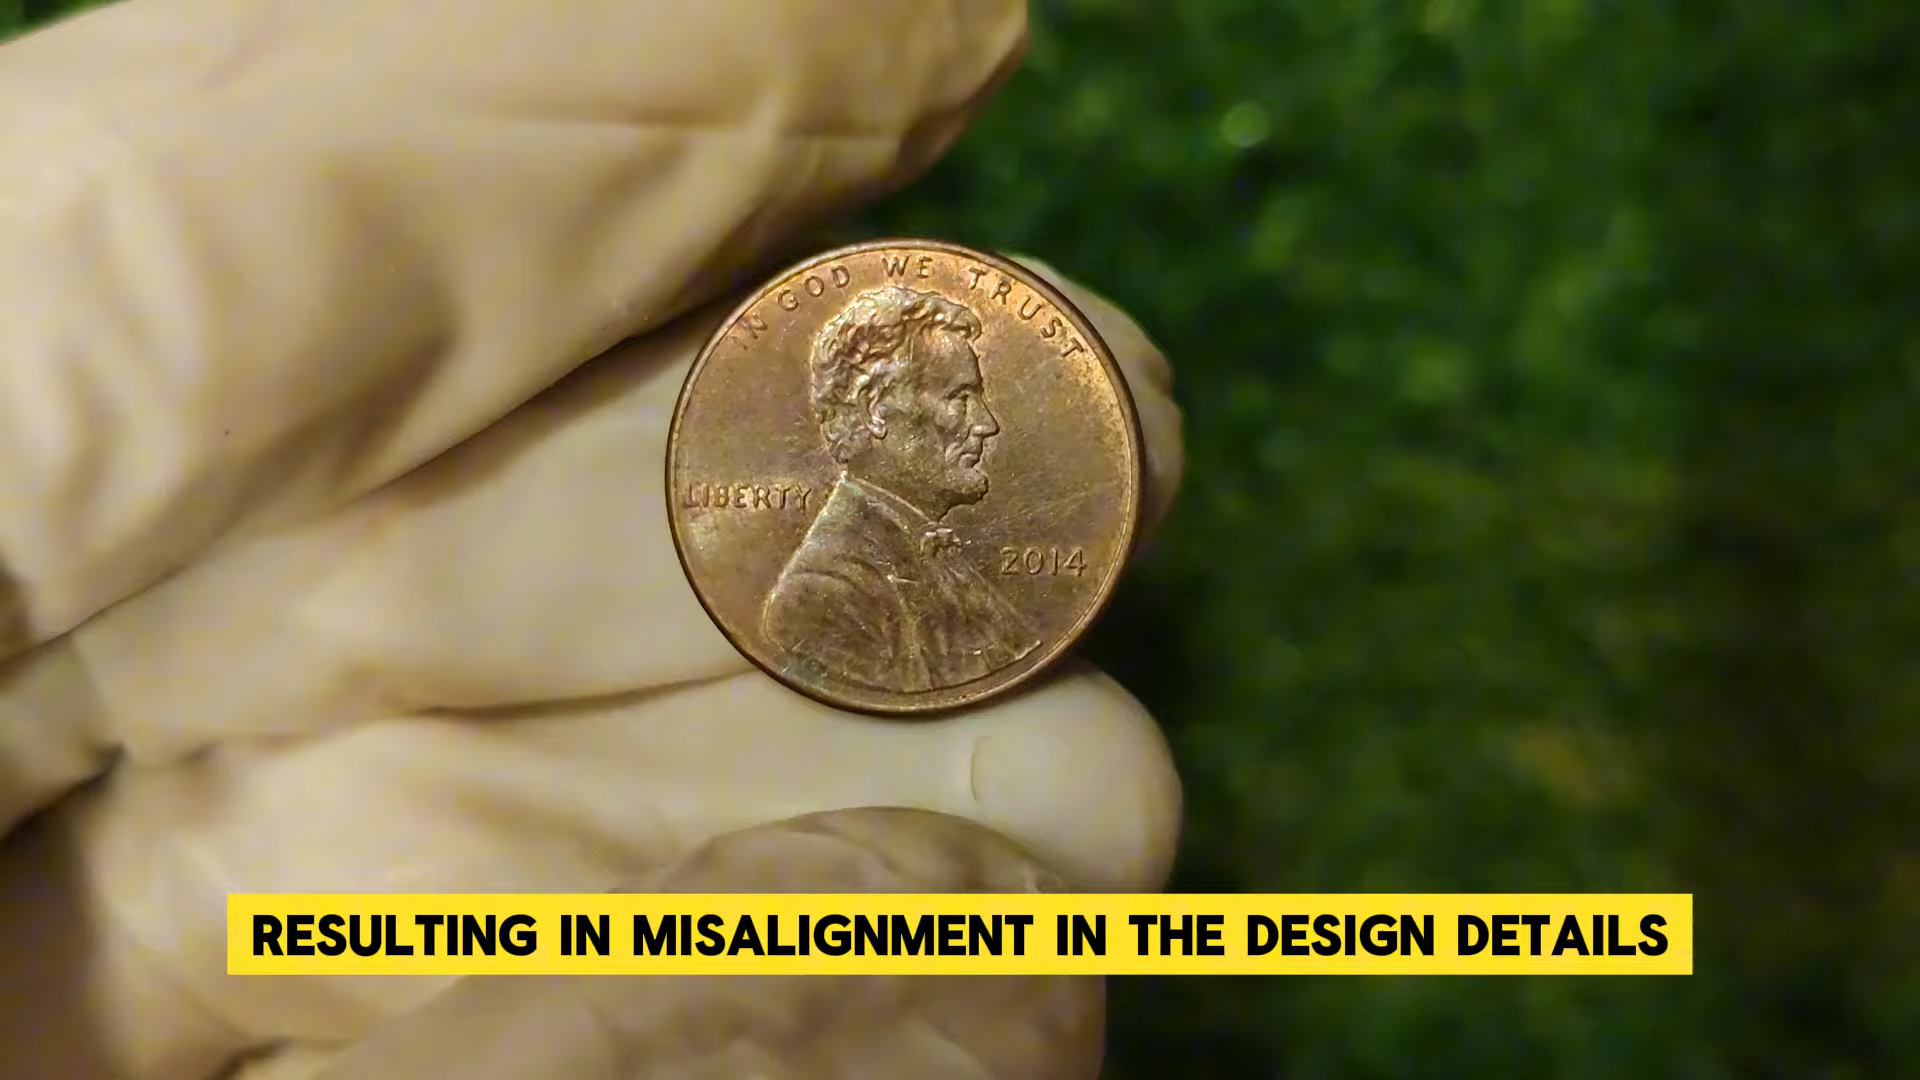 IN GOD WE TRUST
LIBERTY
2014
RESULTING IN MISALIGNMENT IN THE DESIGN DETAILS